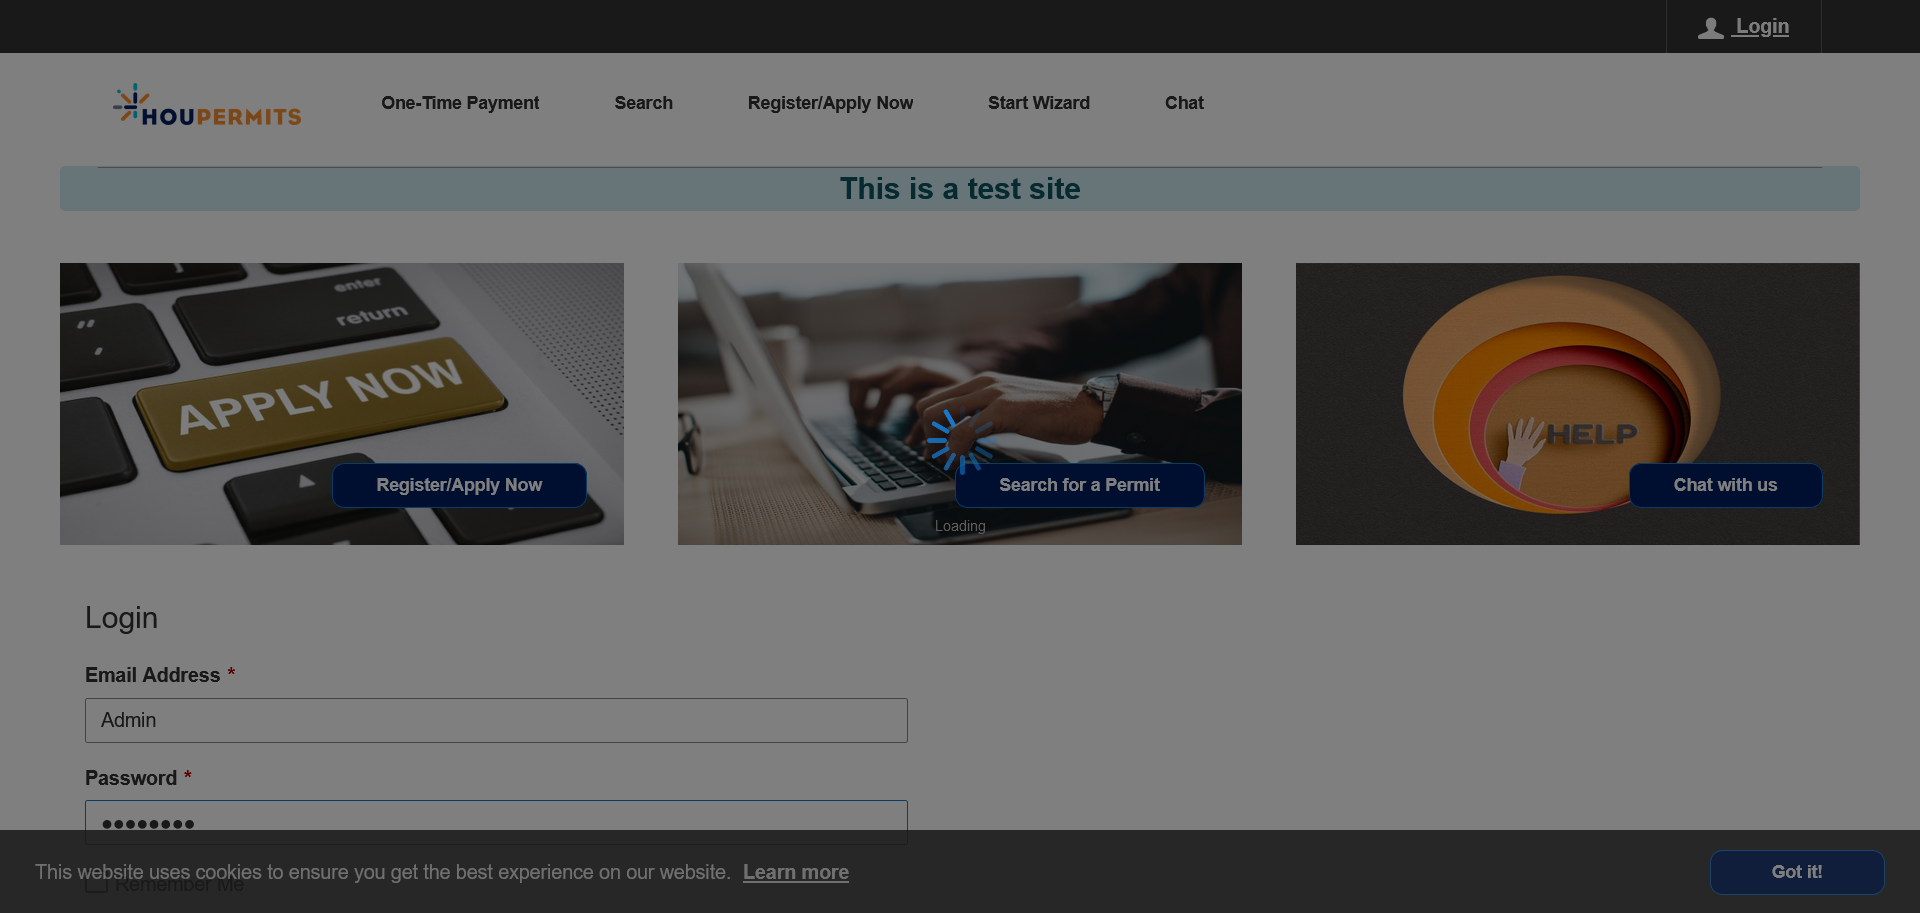 Login
HOUPERMITS
One-Time Payment
Search
Register/Apply Now
Start Wizard
Chat
This is a test site
enter
return
"
,
APPLY NOW
Register/Apply Now
Search for a Permit
Loading
HELP
Chat with us
Login
Email Address *
Admin
Password *
••••••••
This website uses cookies to ensure you get the best experience on our website. Learn more
Got it!
Remember Me